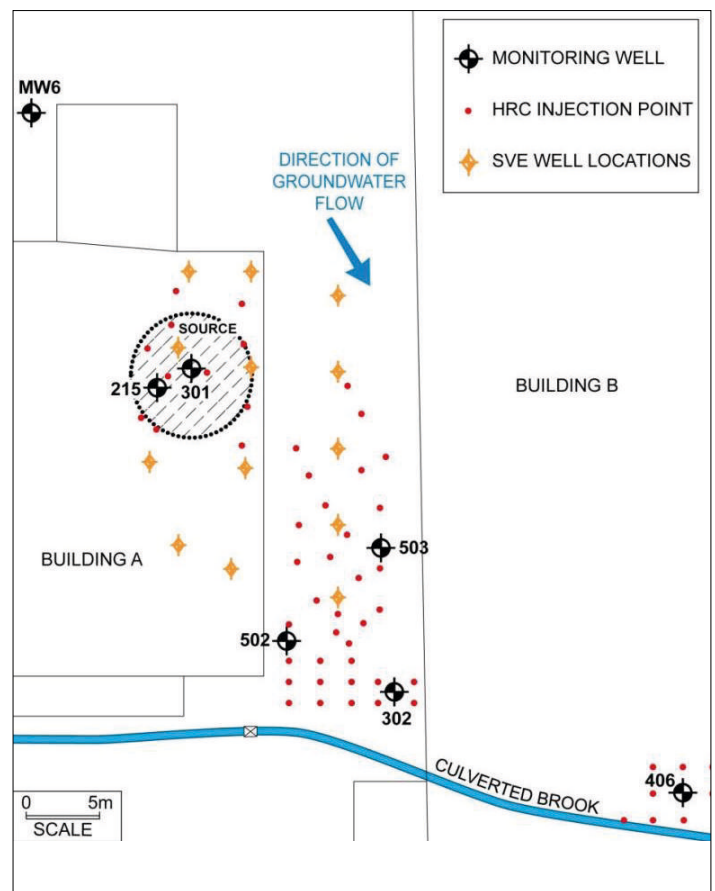 MW6
MONITORING WELL
HRC INJECTION POINT
SVE WELL LOCATIONS
DIRECTION OF
GROUNDWATER
FLOW
SOURCE
215
301
BUILDING B
BUILDING A
503
502
302
CULVERTED BROOK
406
0 5m
SCALE